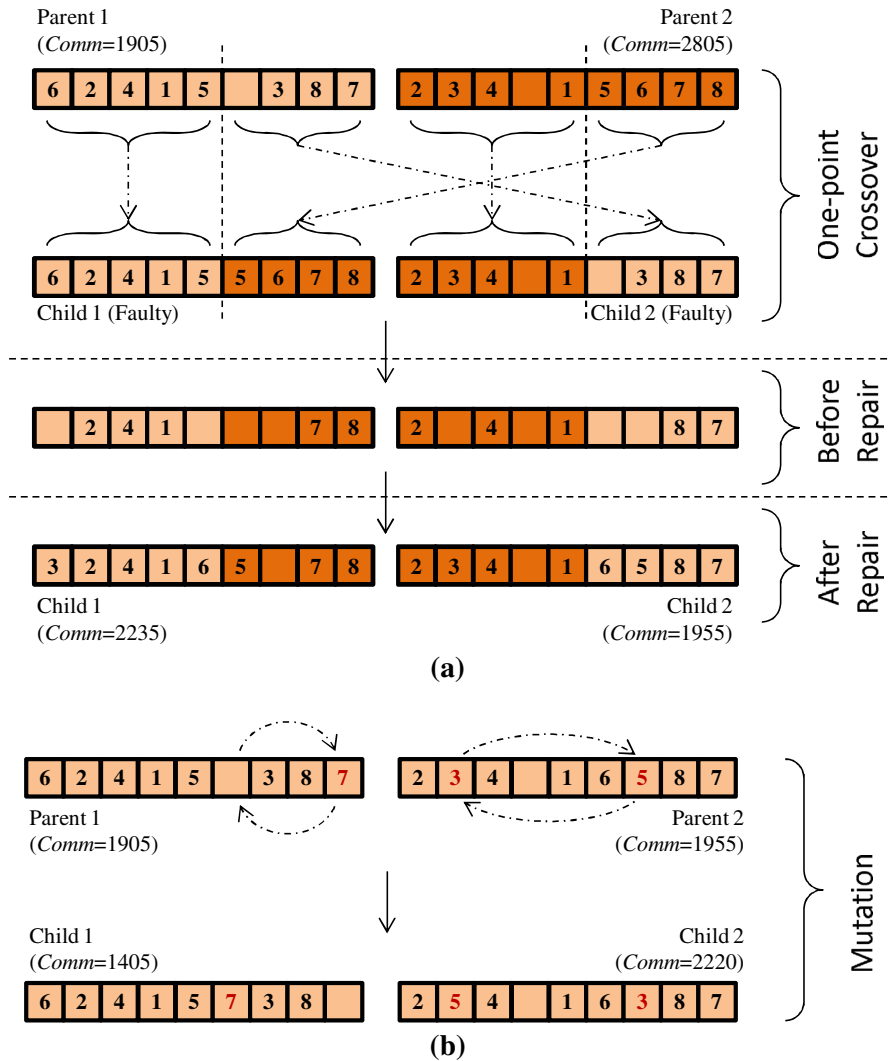 Parent 1
(Comm=1905)
Parent 2
(Comm=2805)
6 2 4 1 5 3 8 7
2 3 4 1 5 6 7 8
One-point
Crossover
6 2 4 1 5 5 6 7 8
2 3 4 1 3 8 7
Child 1 (Faulty)
Child 2 (Faulty)
2 4 1 7 8
2 4 1 8 7
Before
Repair
3 2 4 1 6 5 7 8
2 3 4 1 6 5 8 7
After
Repair
Child 1
(Comm=2235)
Child 2
(Comm=1955)
(a)
6 2 4 1 5 3 8 7
2 3 4 1 6 5 8 7
Parent 1
(Comm=1905)
Parent 2
(Comm=1955)
Mutation
Child 1
(Comm=1405)
Child 2
(Comm=2220)
6 2 4 1 5 7 3 8
2 5 4 1 6 3 8 7
(b)